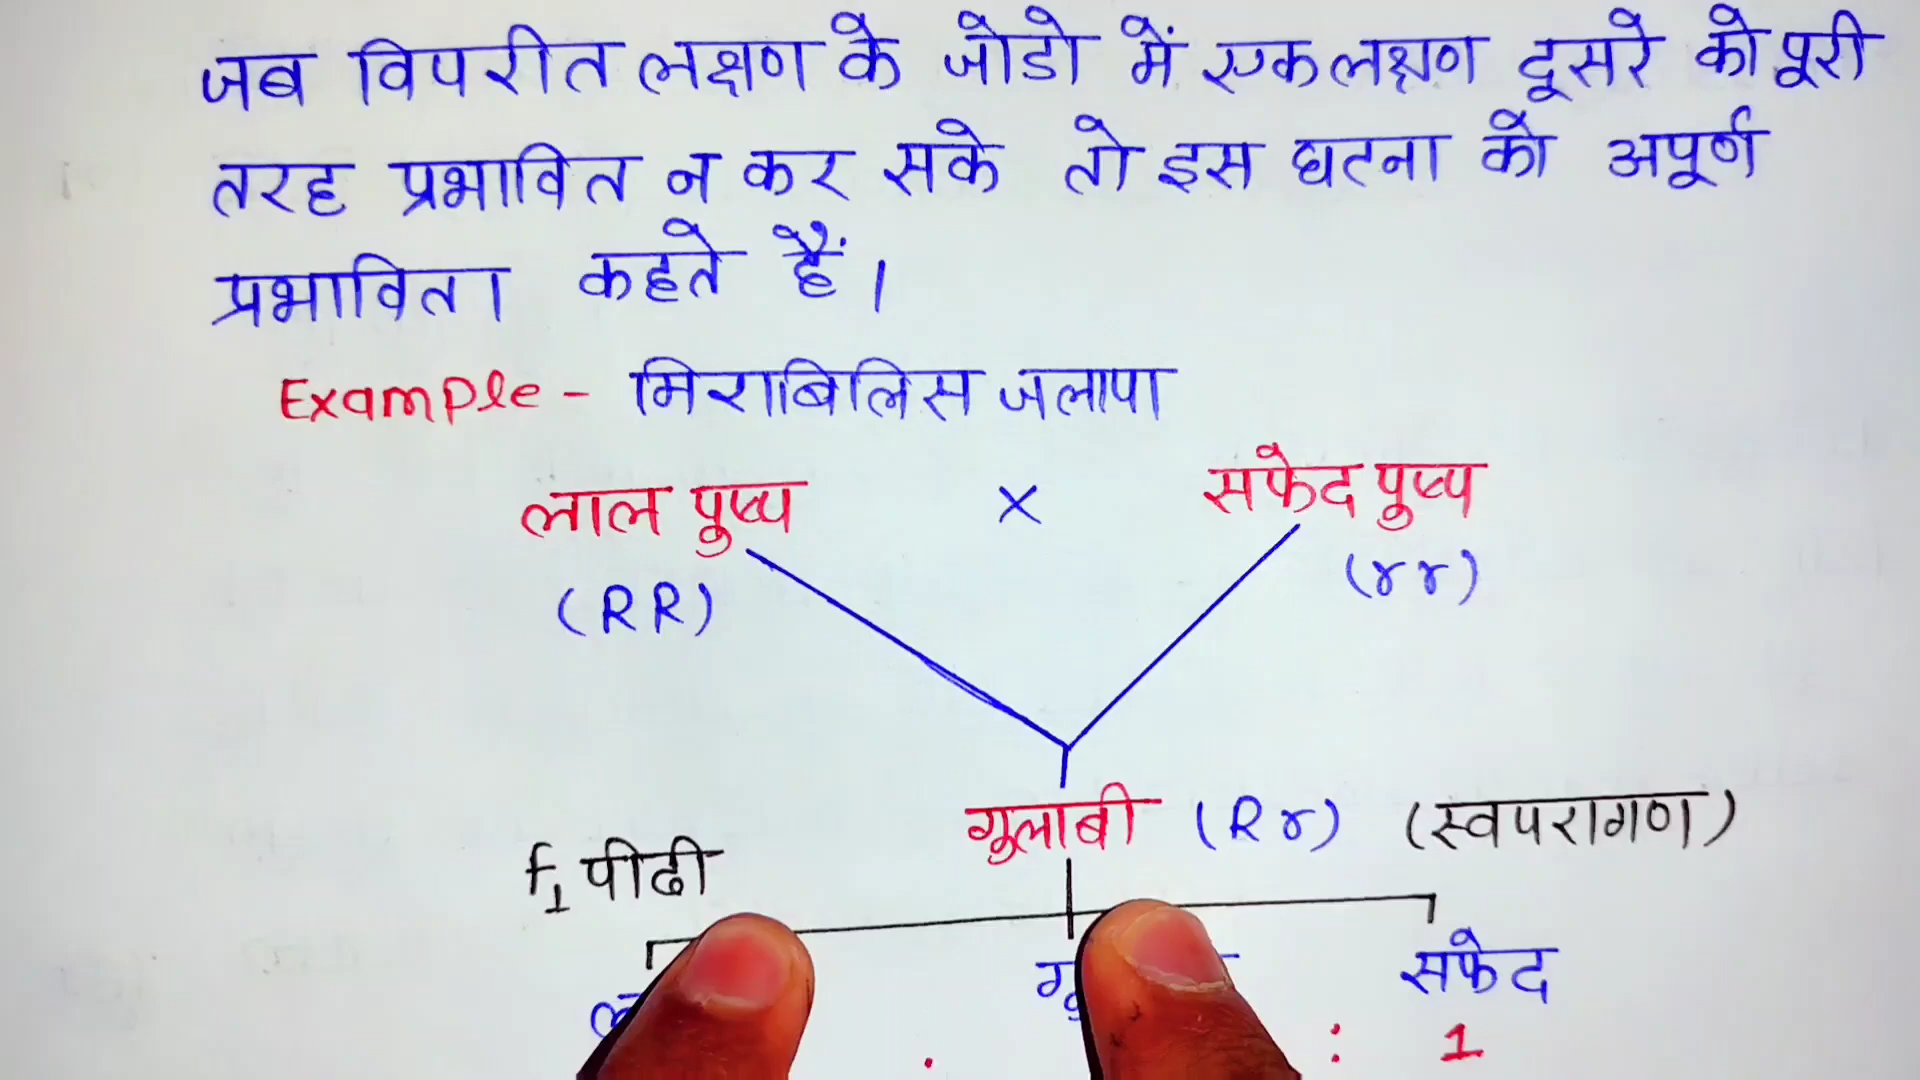 जब विपरीत लक्षण के जोडो में एक लक्षण दूसरे को पूरी
तरह प्रभावित न कर सके तो इस घटना को अपूर्ण
प्रभाविता कहते हैं।
Example - मिराबिलिस जलापा
लाल पुष्प × सफेद पुष्प
(RR) (rr)
गुलाबी (Rr) (स्वपरागण)
f1 पीढी
सफेद
: : 1